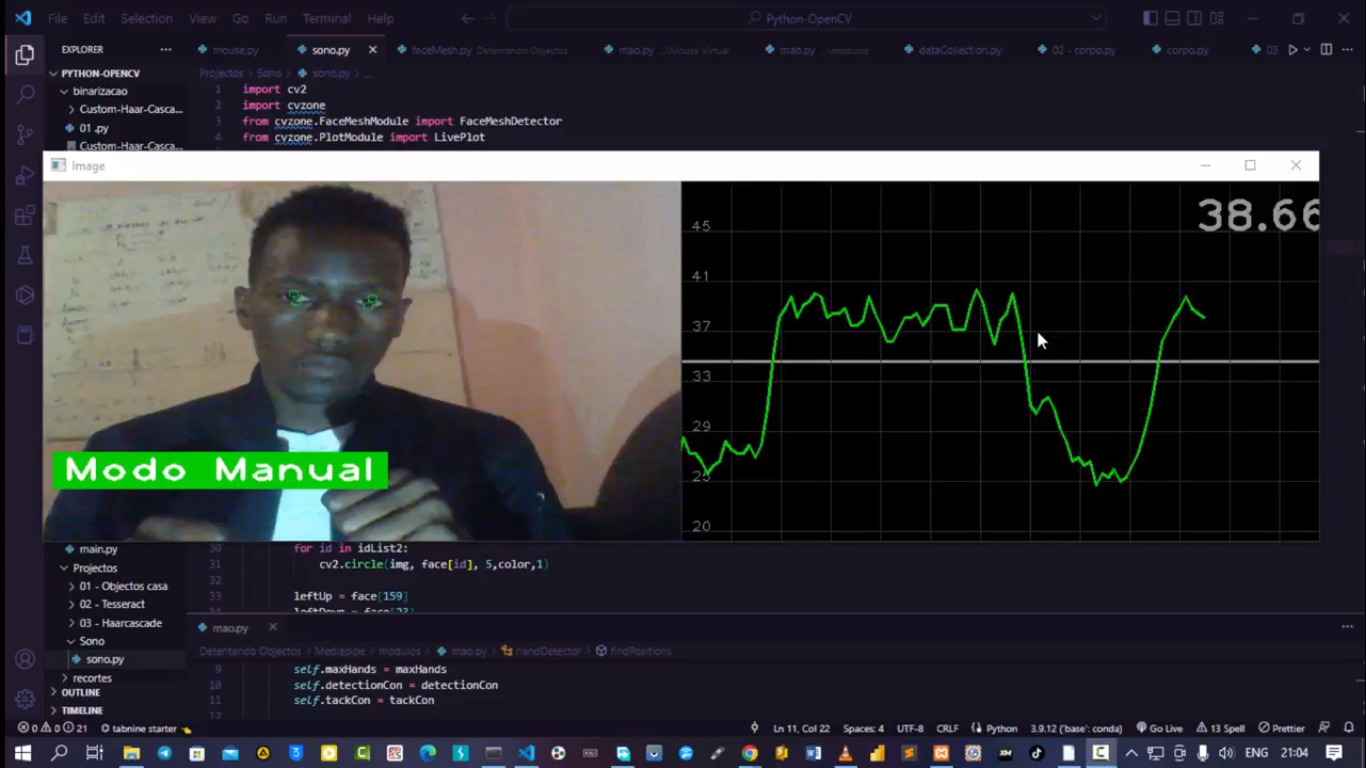 File Edit Selection View Go Run Terminal Help
Python-OpenCV
EXPLORER
mouse.py
sono.py
faceMesh.py Detentando Objectos
mao.py ...\Mouse-Virtual
mao.py ...\modulos
dataCollection.py
02 - corpo.py
corpo.py
03
PYTHON-OPENCV
binarizacao
Custom-Haar-Casca...
01 .py
Custom-Haar-Casca...
Projectos > Sono > sono.py > ...
1 import cv2
2 import cvzone
3 from cvzone.FaceMeshModule import FaceMeshDetector
4 from cvzone.PlotModule import LivePlot
Image
38.66
45
41
37
33
29
25
20
Modo Manual
main.py
Projectos
01 - Objectos casa
02 - Tesseract
03 - Haarcascade
Sono
sono.py
recortes
OUTLINE
TIMELINE
30 for id in idList2:
31 cv2.circle(img, face[id], 5,color,1)
32
33 leftUp = face[159]
34 leftDown = face[23]
mao.py
Detentando Objectos > Mediapipe > modulos > mao.py > handDetector > findPositions
9 self.maxHands = maxHands
10 self.detectionCon = detectionCon
11 self.tackCon = tackCon
12
0 0 21 tabnine starter
Ln 11, Col 22 Spaces: 4 UTF-8 CRLF Python 3.9.12 ('base': conda) Go Live 13 Spell Prettier
ENG 21:04